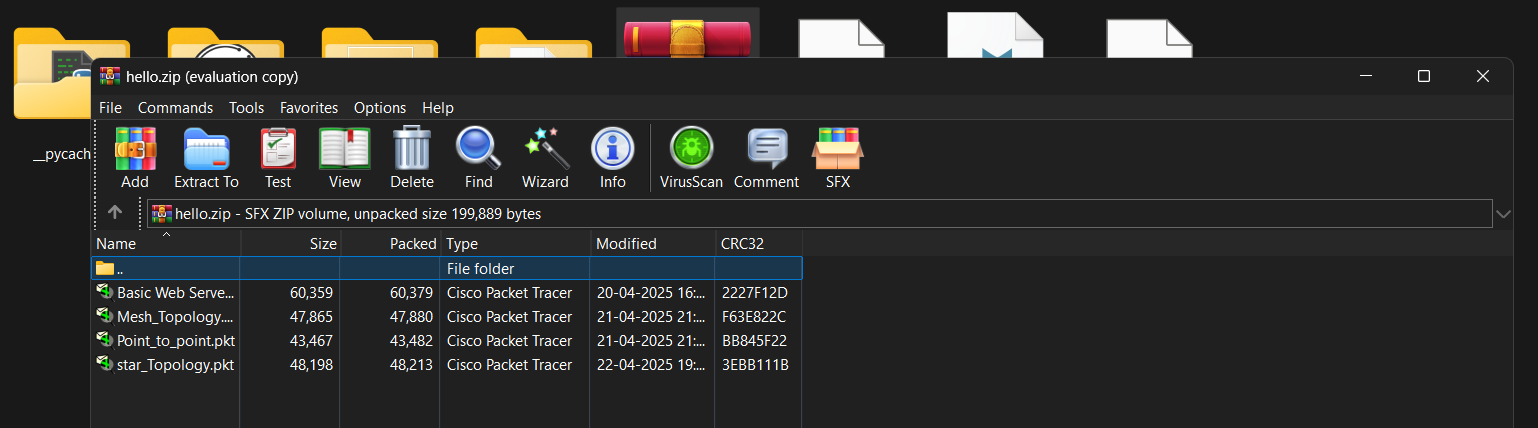 hello.zip (evaluation copy)
File Commands Tools Favorites Options Help
__pycach
Add Extract To Test View Delete Find Wizard Info VirusScan Comment SFX
hello.zip - SFX ZIP volume, unpacked size 199,889 bytes
Name Size Packed Type Modified CRC32
.. File folder
Basic Web Serve... 60,359 60,379 Cisco Packet Tracer 20-04-2025 16:... 2227F12D
Mesh_Topology.... 47,865 47,880 Cisco Packet Tracer 21-04-2025 21:... F63E822C
Point_to_point.pkt 43,467 43,482 Cisco Packet Tracer 21-04-2025 21:... BB845F22
star_Topology.pkt 48,198 48,213 Cisco Packet Tracer 22-04-2025 19:... 3EBB111B